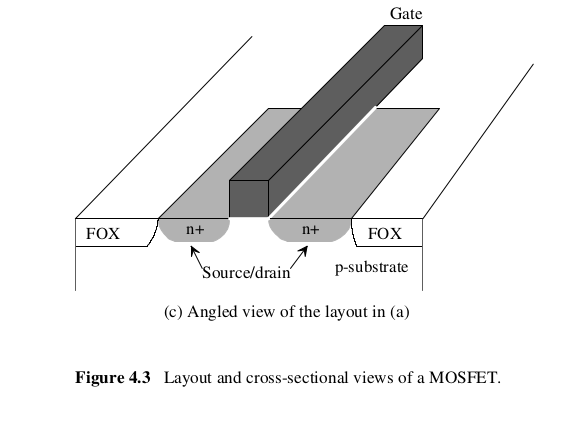 Gate
FOX
n+
n+
FOX
Source/drain
p-substrate
(c) Angled view of the layout in (a)
Figure 4.3 Layout and cross-sectional views of a MOSFET.